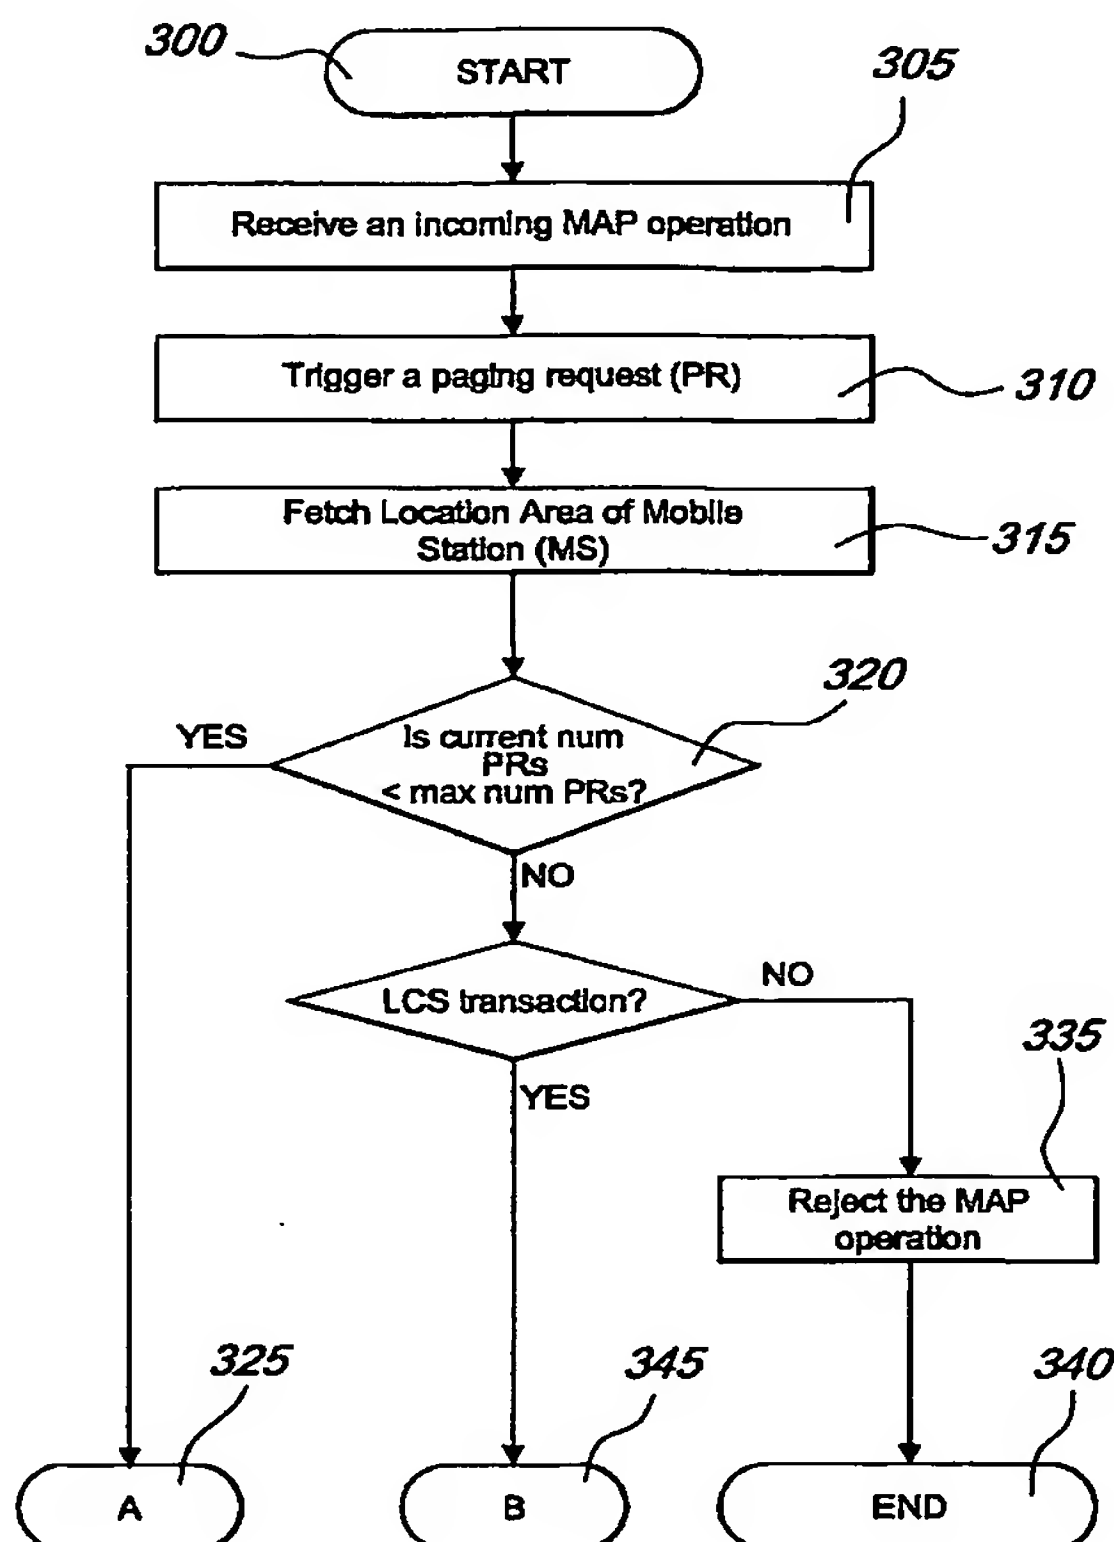 300
START
305
Receive an incoming MAP operation
Trigger a paging request (PR)
310
Fetch Location Area of Mobile
Station (MS)
315
320
YES
Is current num
PRs
< max num PRs?
NO
LCS transaction?
NO
YES
335
Reject the MAP
operation
325
345
340
A
B
END